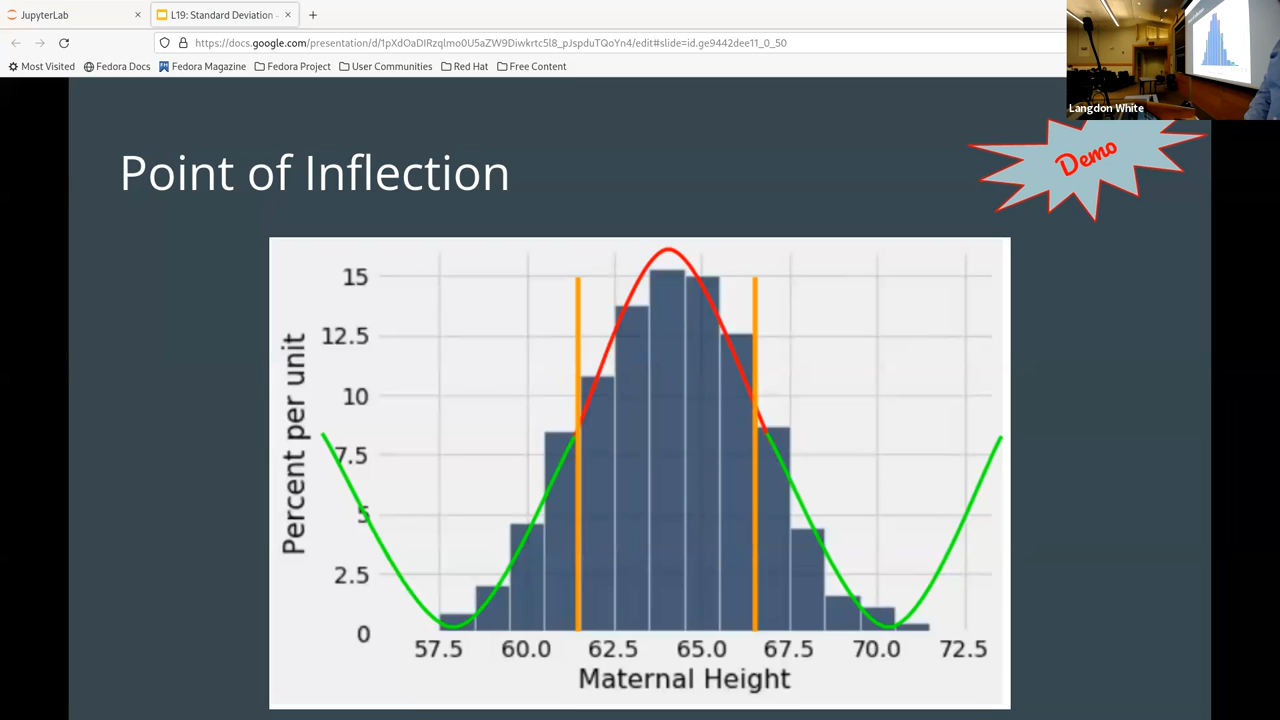 JupyterLab
L19: Standard Deviation -
https://docs.google.com/presentation/d/1pXdOaDIRzqlnw0U5aZW9Diwkrtc5l8_pJspduTQoYn4/edit#slide=id.ge9442dee11_0_50
Most Visited
Fedora Docs
Fedora Magazine
Fedora Project
User Communities
Red Hat
Free Content
Langdon White
Demo
Point of Inflection
Percent per unit
15
12.5
10
7.5
5
2.5
0
57.5 60.0 62.5 65.0 67.5 70.0 72.5
Maternal Height